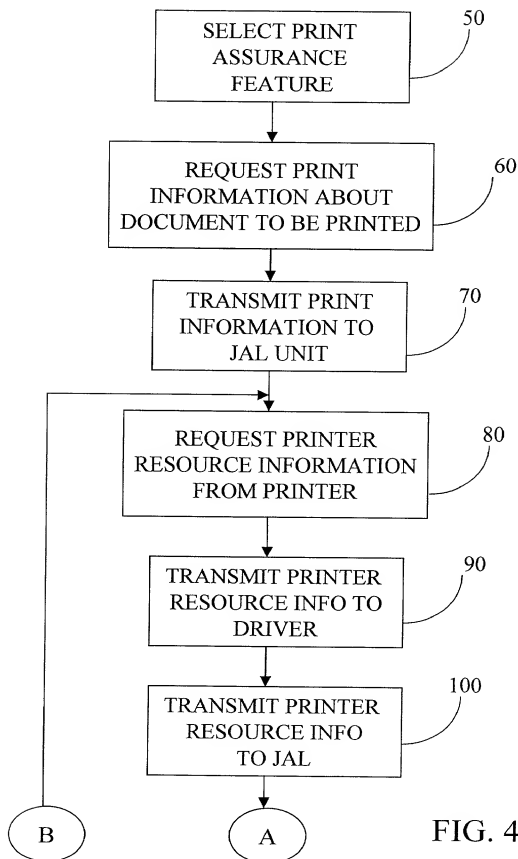 SELECT PRINT
ASSURANCE
FEATURE
50
REQUEST PRINT
INFORMATION ABOUT
DOCUMENT TO BE PRINTED
60
TRANSMIT PRINT
INFORMATION TO
JAL UNIT
70
REQUEST PRINTER
RESOURCE INFORMATION
FROM PRINTER
80
TRANSMIT PRINTER
RESOURCE INFO TO
DRIVER
90
TRANSMIT PRINTER
RESOURCE INFO
TO JAL
100
B
A
FIG. 4